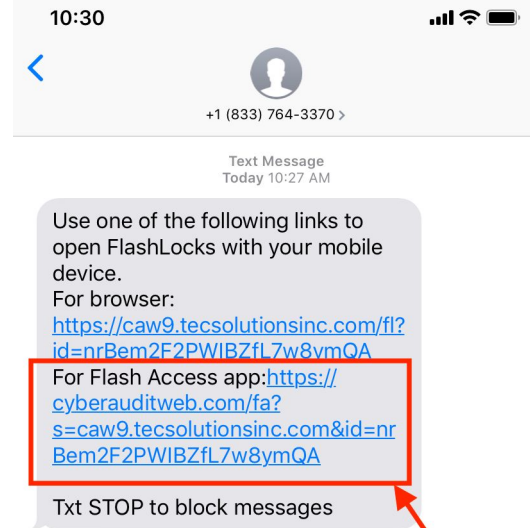 10:30
+1 (833) 764-3370 >
Text Message
Today 10:27 AM
Use one of the following links to
open FlashLocks with your mobile
device.
For browser:
https://caw9.tecsolutionsinc.com/fl?
id=nrBem2F2PWIBZfL7w8ymQA
For Flash Access app:https://
cyberauditweb.com/fa?
s=caw9.tecsolutionsinc.com&id=nr
Bem2F2PWIBZfL7w8ymQA
Txt STOP to block messages